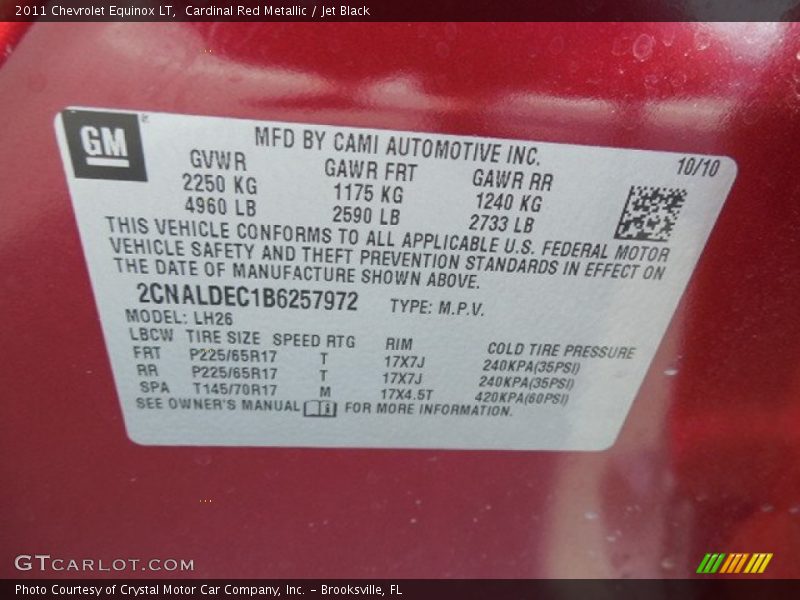 2011 Chevrolet Equinox LT, Cardinal Red Metallic / Jet Black
GM
MFD BY CAMI AUTOMOTIVE INC.
10/10
GVWR GAWR FRT GAWR RR
2250 KG 1175 KG 1240 KG
4960 LB 2590 LB 2733 LB
THIS VEHICLE CONFORMS TO ALL APPLICABLE U.S. FEDERAL MOTOR
VEHICLE SAFETY AND THEFT PREVENTION STANDARDS IN EFFECT ON
THE DATE OF MANUFACTURE SHOWN ABOVE.
2CNALDEC1B6257972 TYPE: M.P.V.
MODEL: LH26
LBCW TIRE SIZE SPEED RTG RIM COLD TIRE PRESSURE
FRT P225/65R17 T 17X7J 240KPA(35PSI)
RR P225/65R17 T 17X7J 240KPA(35PSI)
SPA T145/70R17 M 17X4.5T 420KPA(60PSI)
SEE OWNER'S MANUAL FOR MORE INFORMATION.
GTCARLOT.COM
Photo Courtesy of Crystal Motor Car Company, Inc. – Brooksville, FL